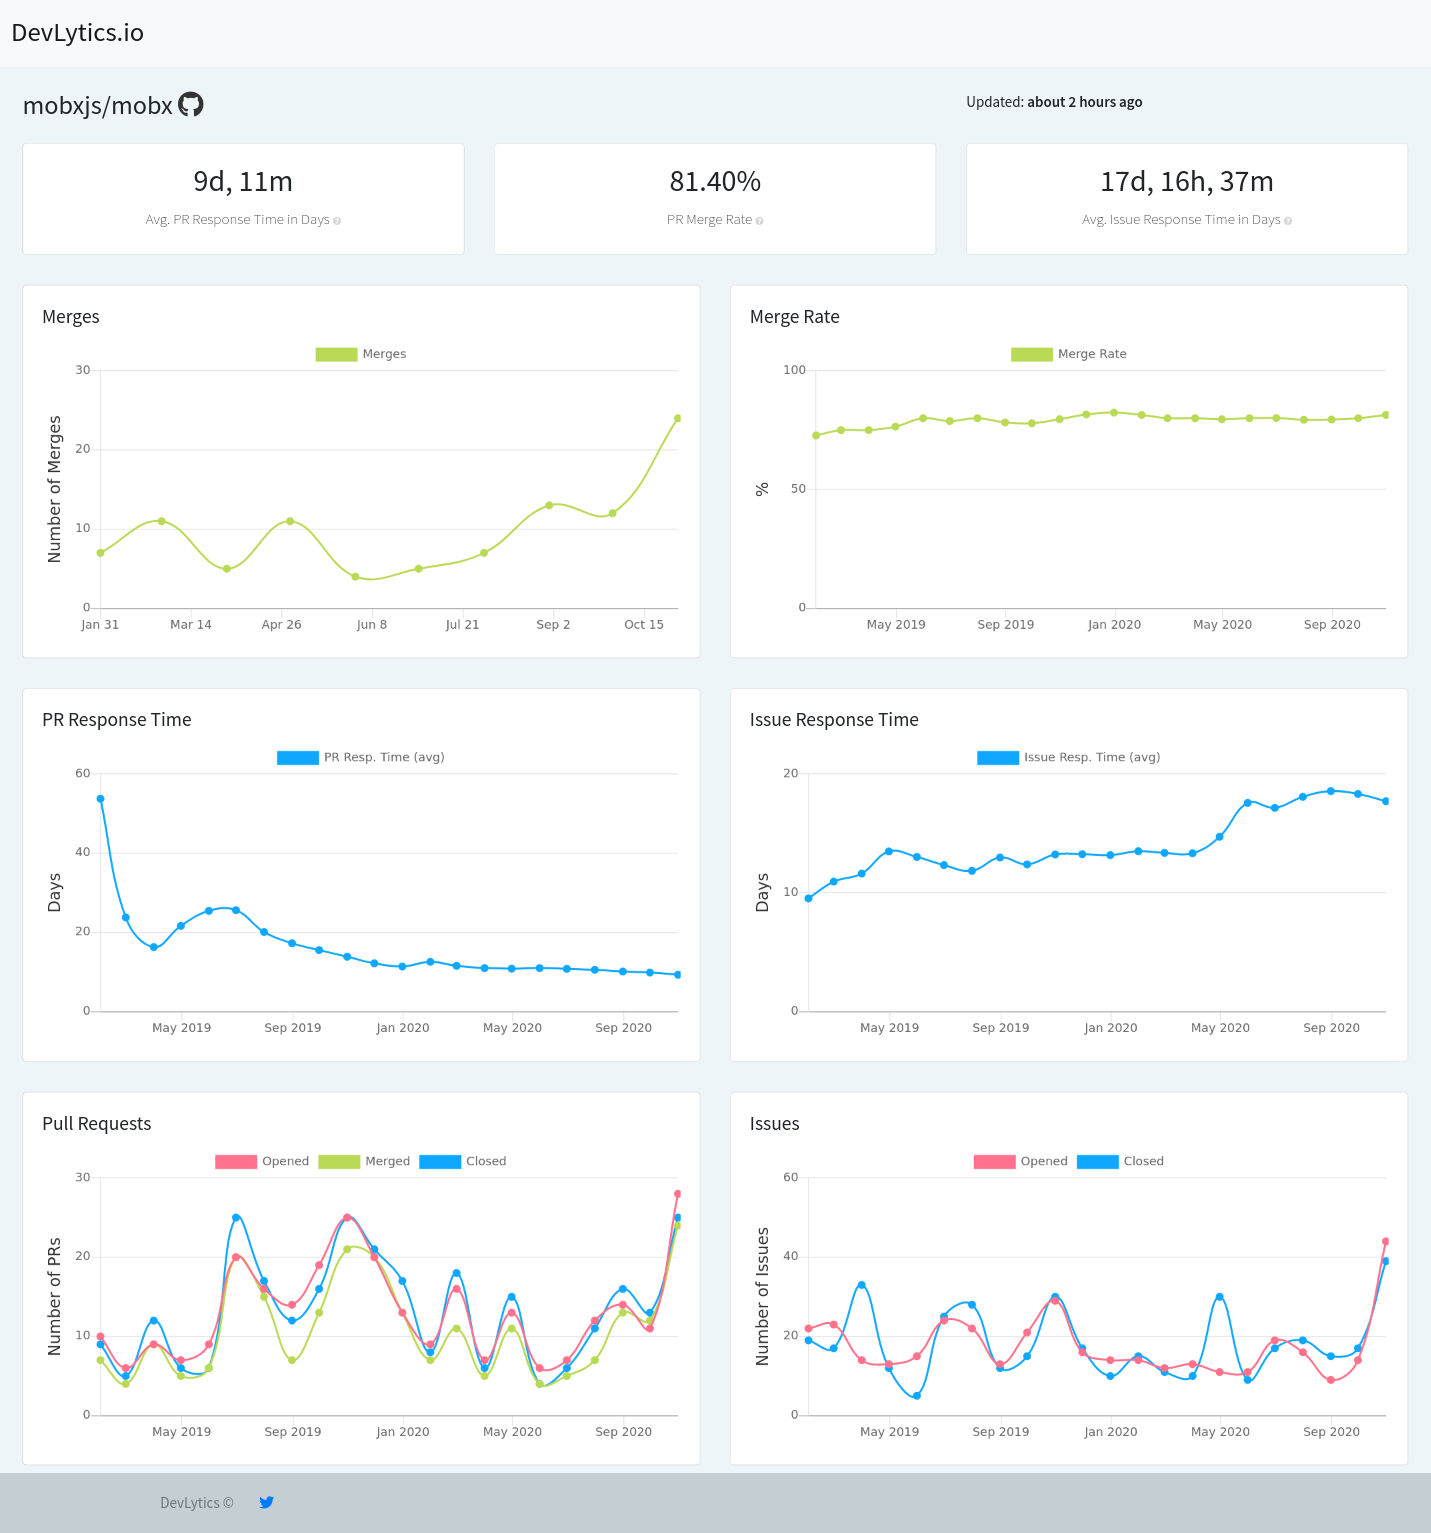 DevLytics.io
mobxjs/mobx
Updated: about 2 hours ago
9d, 11m
Avg. PR Response Time in Days ?
81.40%
PR Merge Rate ?
17d, 16h, 37m
Avg. Issue Response Time in Days ?
Merges
Merges
Number of Merges
30
20
10
0
Jan 31 Mar 14 Apr 26 Jun 8 Jul 21 Sep 2 Oct 15
Merge Rate
Merge Rate
%
100
50
0
May 2019 Sep 2019 Jan 2020 May 2020 Sep 2020
PR Response Time
PR Resp. Time (avg)
Days
60
40
20
0
May 2019 Sep 2019 Jan 2020 May 2020 Sep 2020
Issue Response Time
Issue Resp. Time (avg)
Days
20
10
0
May 2019 Sep 2019 Jan 2020 May 2020 Sep 2020
Pull Requests
Opened Merged Closed
Number of PRs
30
20
10
0
May 2019 Sep 2019 Jan 2020 May 2020 Sep 2020
Issues
Opened Closed
Number of Issues
60
40
20
0
May 2019 Sep 2019 Jan 2020 May 2020 Sep 2020
DevLytics ©